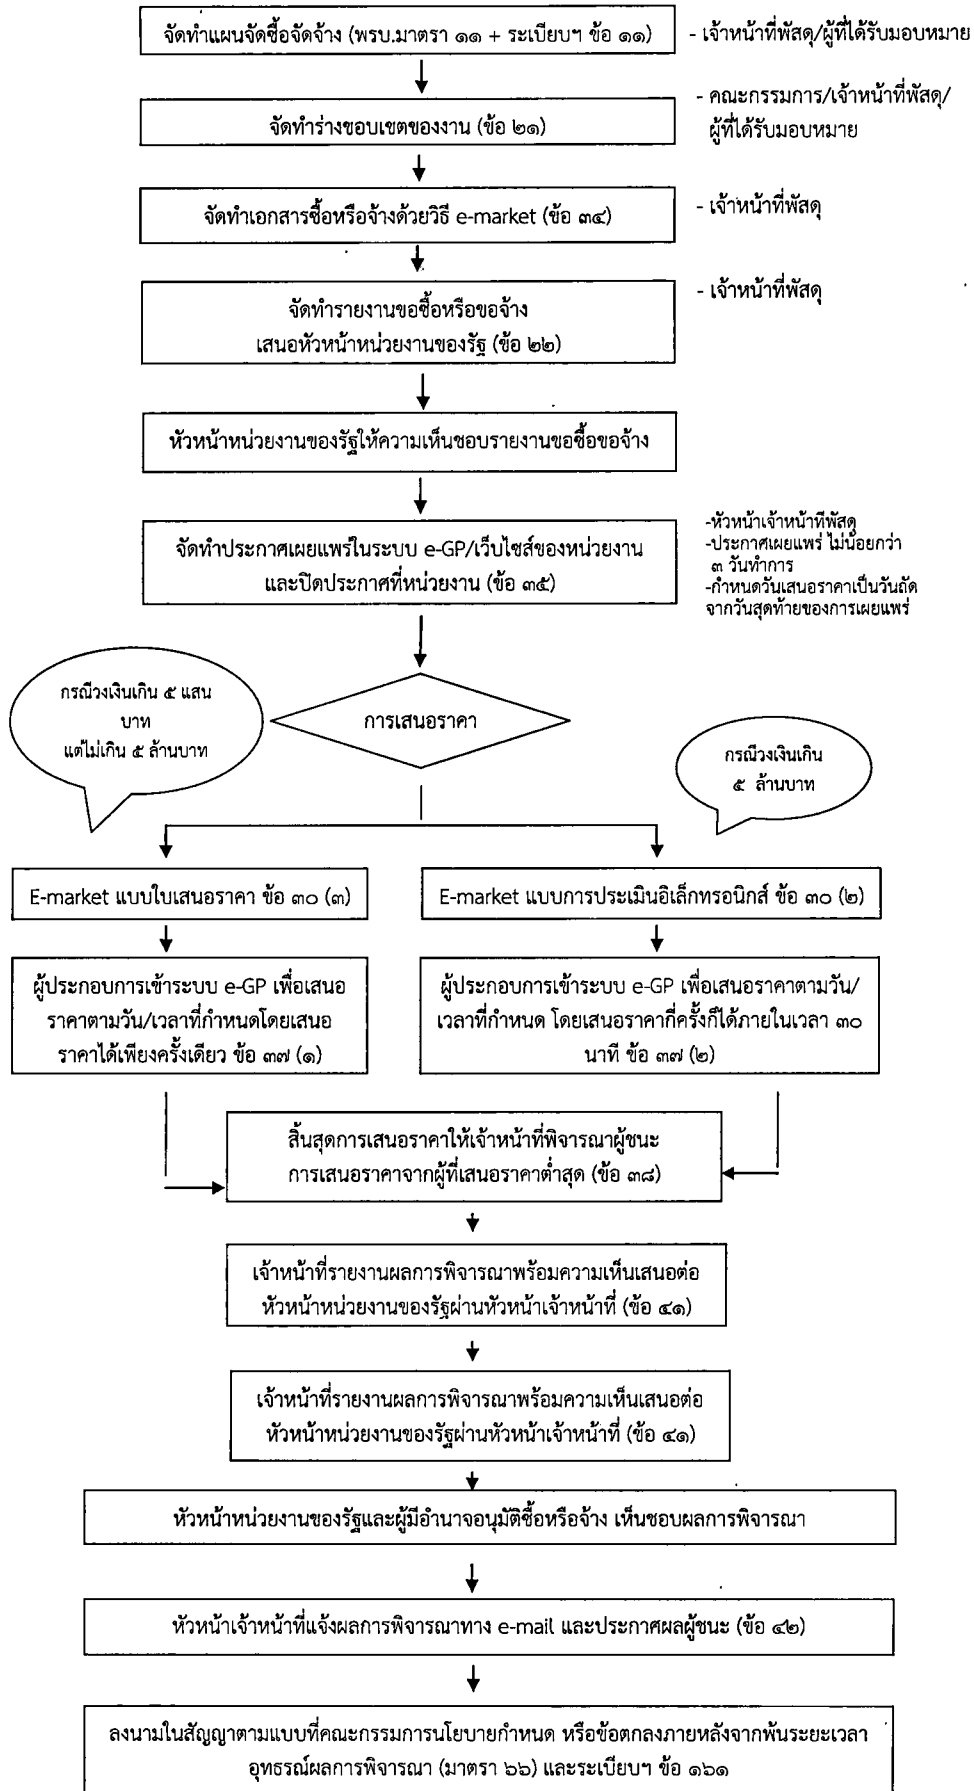 จัดทำแผนจัดซื้อจัดจ้าง (พรบ.มาตรา ๑๑ + ระเบียบฯ ข้อ ๑๑)
- เจ้าหน้าที่พัสดุ/ผู้ที่ได้รับมอบหมาย
จัดทำร่างขอบเขตของงาน (ข้อ ๒๑)
- คณะกรรมการ/เจ้าหน้าที่พัสดุ/
ผู้ที่ได้รับมอบหมาย
จัดทำเอกสารซื้อหรือจ้างด้วยวิธี e-market (ข้อ ๓๔)
- เจ้าหน้าที่พัสดุ
จัดทำรายงานขอซื้อหรือขอจ้าง
เสนอหัวหน้าหน่วยงานของรัฐ (ข้อ ๒๒)
- เจ้าหน้าที่พัสดุ
หัวหน้าหน่วยงานของรัฐให้ความเห็นชอบรายงานขอซื้อขอจ้าง
จัดทำประกาศเผยแพร่ในระบบ e-GP/เว็บไซส์ของหน่วยงาน
และปิดประกาศที่หน่วยงาน (ข้อ ๓๕)
-หัวหน้าเจ้าหน้าที่พัสดุ
-ประกาศเผยแพร่ ไม่น้อยกว่า
๓ วันทำการ
-กำหนดวันเสนอราคาเป็นวันถัด
จากวันสุดท้ายของการเผยแพร่
กรณีวงเงินเกิน ๕ แสน
บาท
แต่ไม่เกิน ๕ ล้านบาท
การเสนอราคา
กรณีวงเงินเกิน
๕ ล้านบาท
E-market แบบใบเสนอราคา ข้อ ๓๐ (๓)
E-market แบบการประเมินอิเล็กทรอนิกส์ ข้อ ๓๐ (๒)
ผู้ประกอบการเข้าระบบ e-GP เพื่อเสนอ
ราคาตามวัน/เวลาที่กำหนดโดยเสนอ
ราคาได้เพียงครั้งเดียว ข้อ ๓๗ (๑)
ผู้ประกอบการเข้าระบบ e-GP เพื่อเสนอราคาตามวัน/
เวลาที่กำหนด โดยเสนอราคากี่ครั้งก็ได้ภายในเวลา ๓๐
นาที ข้อ ๓๗ (๒)
สิ้นสุดการเสนอราคาให้เจ้าหน้าที่พิจารณาผู้ชนะ
การเสนอราคาจากผู้ที่เสนอราคาต่ำสุด (ข้อ ๓๘)
เจ้าหน้าที่รายงานผลการพิจารณาพร้อมความเห็นเสนอต่อ
หัวหน้าหน่วยงานของรัฐผ่านหัวหน้าเจ้าหน้าที่ (ข้อ ๔๑)
เจ้าหน้าที่รายงานผลการพิจารณาพร้อมความเห็นเสนอต่อ
หัวหน้าหน่วยงานของรัฐผ่านหัวหน้าเจ้าหน้าที่ (ข้อ ๔๑)
หัวหน้าหน่วยงานของรัฐและผู้มีอำนาจอนุมัติซื้อหรือจ้าง เห็นชอบผลการพิจารณา
หัวหน้าเจ้าหน้าที่แจ้งผลการพิจารณาทาง e-mail และประกาศผลผู้ชนะ (ข้อ ๔๒)
ลงนามในสัญญาตามแบบที่คณะกรรมการนโยบายกำหนด หรือข้อตกลงภายหลังจากพ้นระยะเวลา
อุทธรณ์ผลการพิจารณา (มาตรา ๖๖) และระเบียบฯ ข้อ ๑๖๑